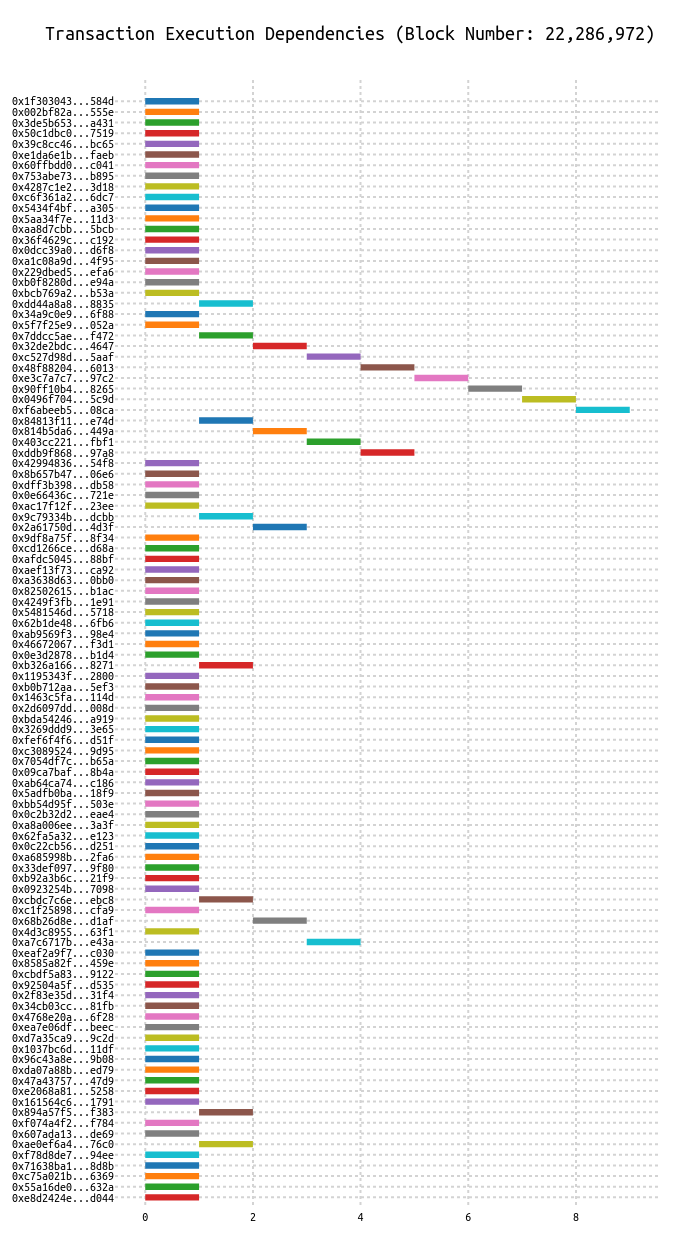 Transaction Execution Dependencies (Block Number: 22,286,972)
0x1f303043...584d
0x002bf82a...555e
0x3de5b653...a431
0x50c1dbc0...7519
0x39c8cc46...bc65
0xe1da6e1b...faeb
0x60ffbdd0...c041
0x753abe73...b895
0x4287c1e2...3d18
0xc6f361a2...6dc7
0x5434f4bf...a305
0x5aa34f7e...11d3
0xaa8d7cbb...5bcb
0x36f4629c...c192
0x0dcc39a0...d6f8
0xa1c08a9d...4f95
0x229dbed5...efa6
0xb0f8280d...e94a
0xbcb769a2...b53a
0xdd44a8a8...8835
0x34a9c0e9...6f88
0x5f7f25e9...052a
0x7ddcc5ae...f472
0x32de2bdc...4647
0xc527d98d...5aaf
0x48f88204...6013
0xe3c7a7c7...97c2
0x90ff10b4...8265
0x0496f704...5c9d
0xf6abeeb5...08ca
0x84813f11...e74d
0x814b5da6...449a
0x403cc221...fbf1
0xddb9f868...97a8
0x42994836...54f8
0x8b657b47...06e6
0xdff3b398...db58
0x0e66436c...721e
0xac17f12f...23ee
0x9c79334b...dcbb
0x2a61750d...4d3f
0x9df8a75f...8f34
0xcd1266ce...d68a
0xafdc5045...88bf
0xaef13f73...ca92
0xa3638d63...0bb0
0x82502615...b1ac
0x4249f3fb...1e91
0x5481546d...5718
0x62b1de48...6fb6
0xab9569f3...98e4
0x46672067...f3d1
0x0e3d2878...b1d4
0xb326a166...8271
0x1195343f...2800
0xb0b712aa...5ef3
0x1463c5fa...114d
0x2d6097dd...008d
0xbda54246...a919
0x3269ddd9...3e65
0xfef6f4f6...d51f
0xc3089524...9d95
0x7054df7c...b65a
0x09ca7baf...8b4a
0xab64ca74...c186
0x5adfb0ba...18f9
0xbb54d95f...503e
0x0c2b32d2...eae4
0xa8a006ee...3a3f
0x62fa5a32...e123
0x0c22cb56...d251
0xa685998b...2fa6
0x33def097...9f80
0xb92a3b6c...21f9
0x0923254b...7098
0xcbdc7c6e...ebc8
0xc1f25898...cfa9
0x68b26d8e...d1af
0x4d3c8955...63f1
0xa7c6717b...e43a
0xeaf2a9f7...c030
0x8585a82f...459e
0xcbdf5a83...9122
0x92504a5f...d535
0x2f83e35d...31f4
0x34cb03cc...81fb
0x4768e20a...6f28
0xea7e06df...beec
0xd7a35ca9...9c2d
0x1037bc6d...11df
0x96c43a8e...9b08
0xda07a88b...ed79
0x47a43757...47d9
0xe2068a81...5258
0x161564c6...1791
0x894a57f5...f383
0xf074a4f2...f784
0x607ada13...de69
0xae0ef6a4...76c0
0xf78d8de7...94ee
0x71638ba1...8d8b
0xc75a021b...6369
0x55a16de0...632a
0xe8d2424e...d044
0 2 4 6 8